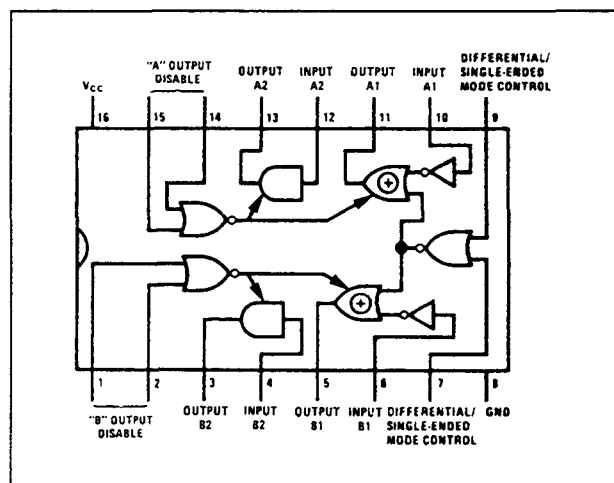 "A" OUTPUT
DISABLE
OUTPUT
A2
INPUT
A2
OUTPUT
A1
INPUT
A1
DIFFERENTIAL/
SINGLE-ENDED
MODE CONTROL
VCC
16 15 14 13 12 11 10 9
1 2 3 4 5 6 7 8
"B" OUTPUT
DISABLE
OUTPUT
B2
INPUT
B2
OUTPUT
B1
INPUT
B1
DIFFERENTIAL/
SINGLE-ENDED
MODE CONTROL
GND